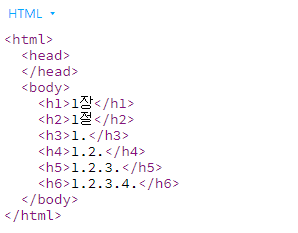 HTML
<html>
<head>
</head>
<body>
<h1>1장</h1>
<h2>1절</h2>
<h3>1.</h3>
<h4>1.2.</h4>
<h5>1.2.3.</h5>
<h6>1.2.3.4.</h6>
</body>
</html>